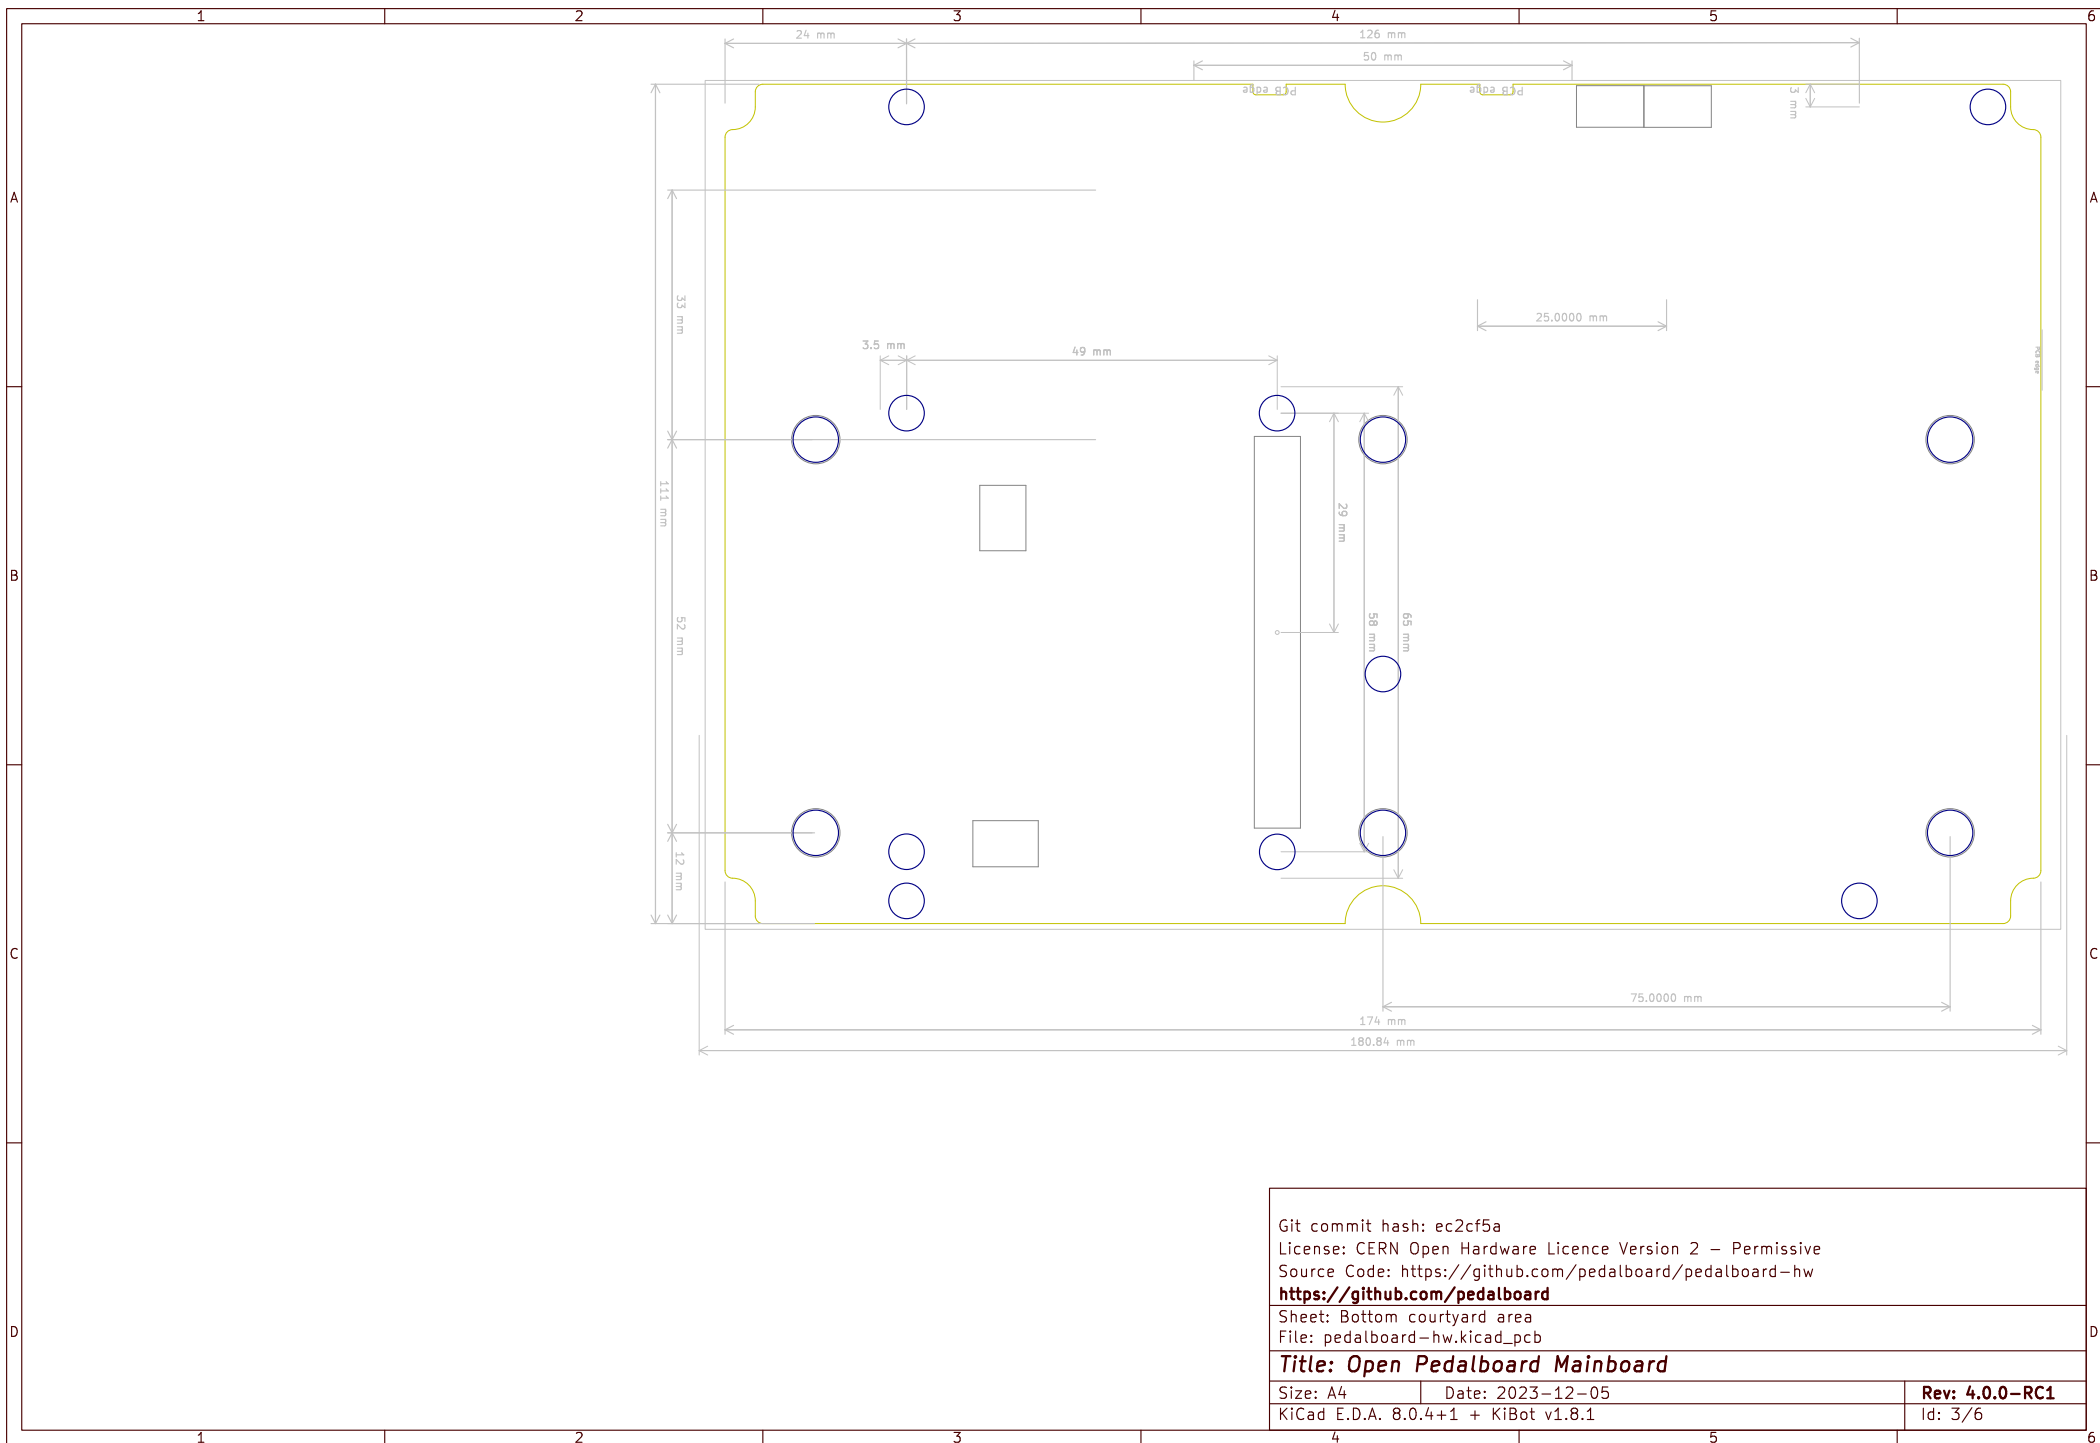 1 2 3 4 5 6
24 mm
126 mm
50 mm
PCB edge
PCB edge
3 mm
A A
33 mm
25.0000 mm
3.5 mm
49 mm
PCB edge
111 mm
29 mm
B B
52 mm
58 mm
65 mm
12 mm
C C
75.0000 mm
174 mm
180.84 mm
Git commit hash: ec2cf5a
License: CERN Open Hardware Licence Version 2 – Permissive
Source Code: https://github.com/pedalboard/pedalboard-hw
https://github.com/pedalboard
Sheet: Bottom courtyard area
File: pedalboard-hw.kicad_pcb
D D
Title: Open Pedalboard Mainboard
Size: A4 Date: 2023-12-05 Rev: 4.0.0-RC1
KiCad E.D.A. 8.0.4+1 + KiBot v1.8.1 Id: 3/6
1 2 3 4 5 6